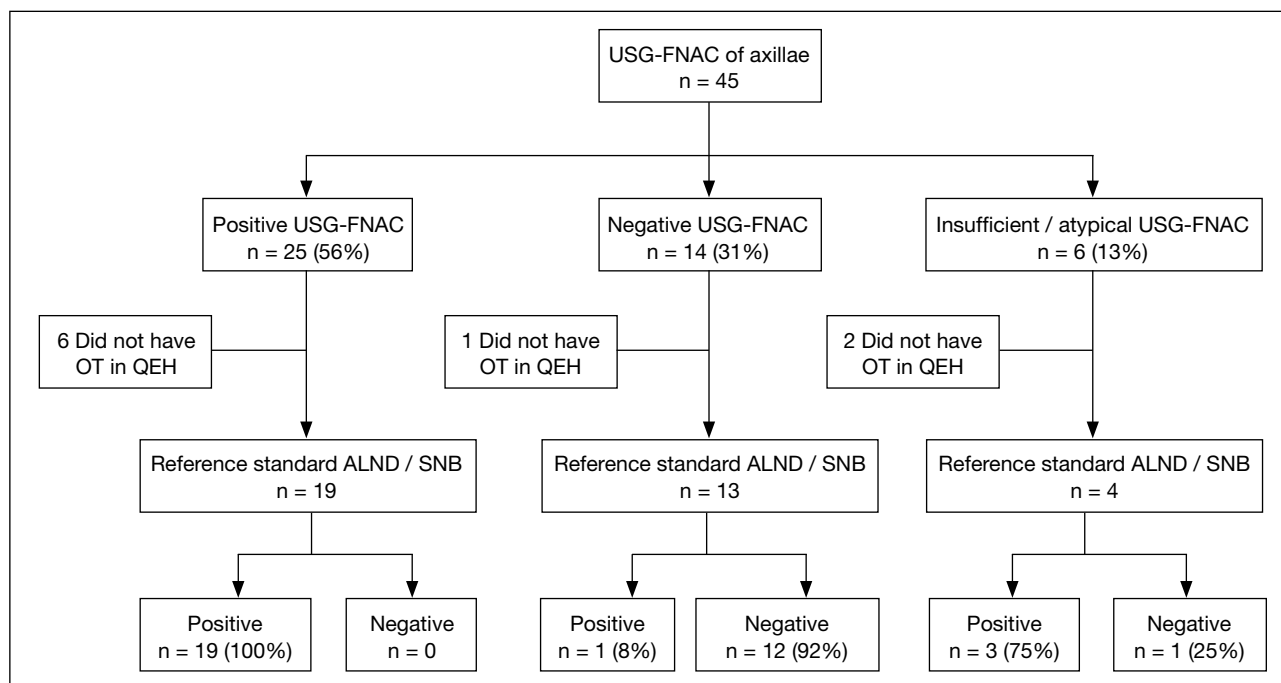 USG-FNAC of axillae
n = 45
Positive USG-FNAC
n = 25 (56%)
Negative USG-FNAC
n = 14 (31%)
Insufficient / atypical USG-FNAC
n = 6 (13%)
6 Did not have
OT in QEH
1 Did not have
OT in QEH
2 Did not have
OT in QEH
Reference standard ALND / SNB
n = 19
Reference standard ALND / SNB
n = 13
Reference standard ALND / SNB
n = 4
Positive
n = 19 (100%)
Negative
n = 0
Positive
n = 1 (8%)
Negative
n = 12 (92%)
Positive
n = 3 (75%)
Negative
n = 1 (25%)